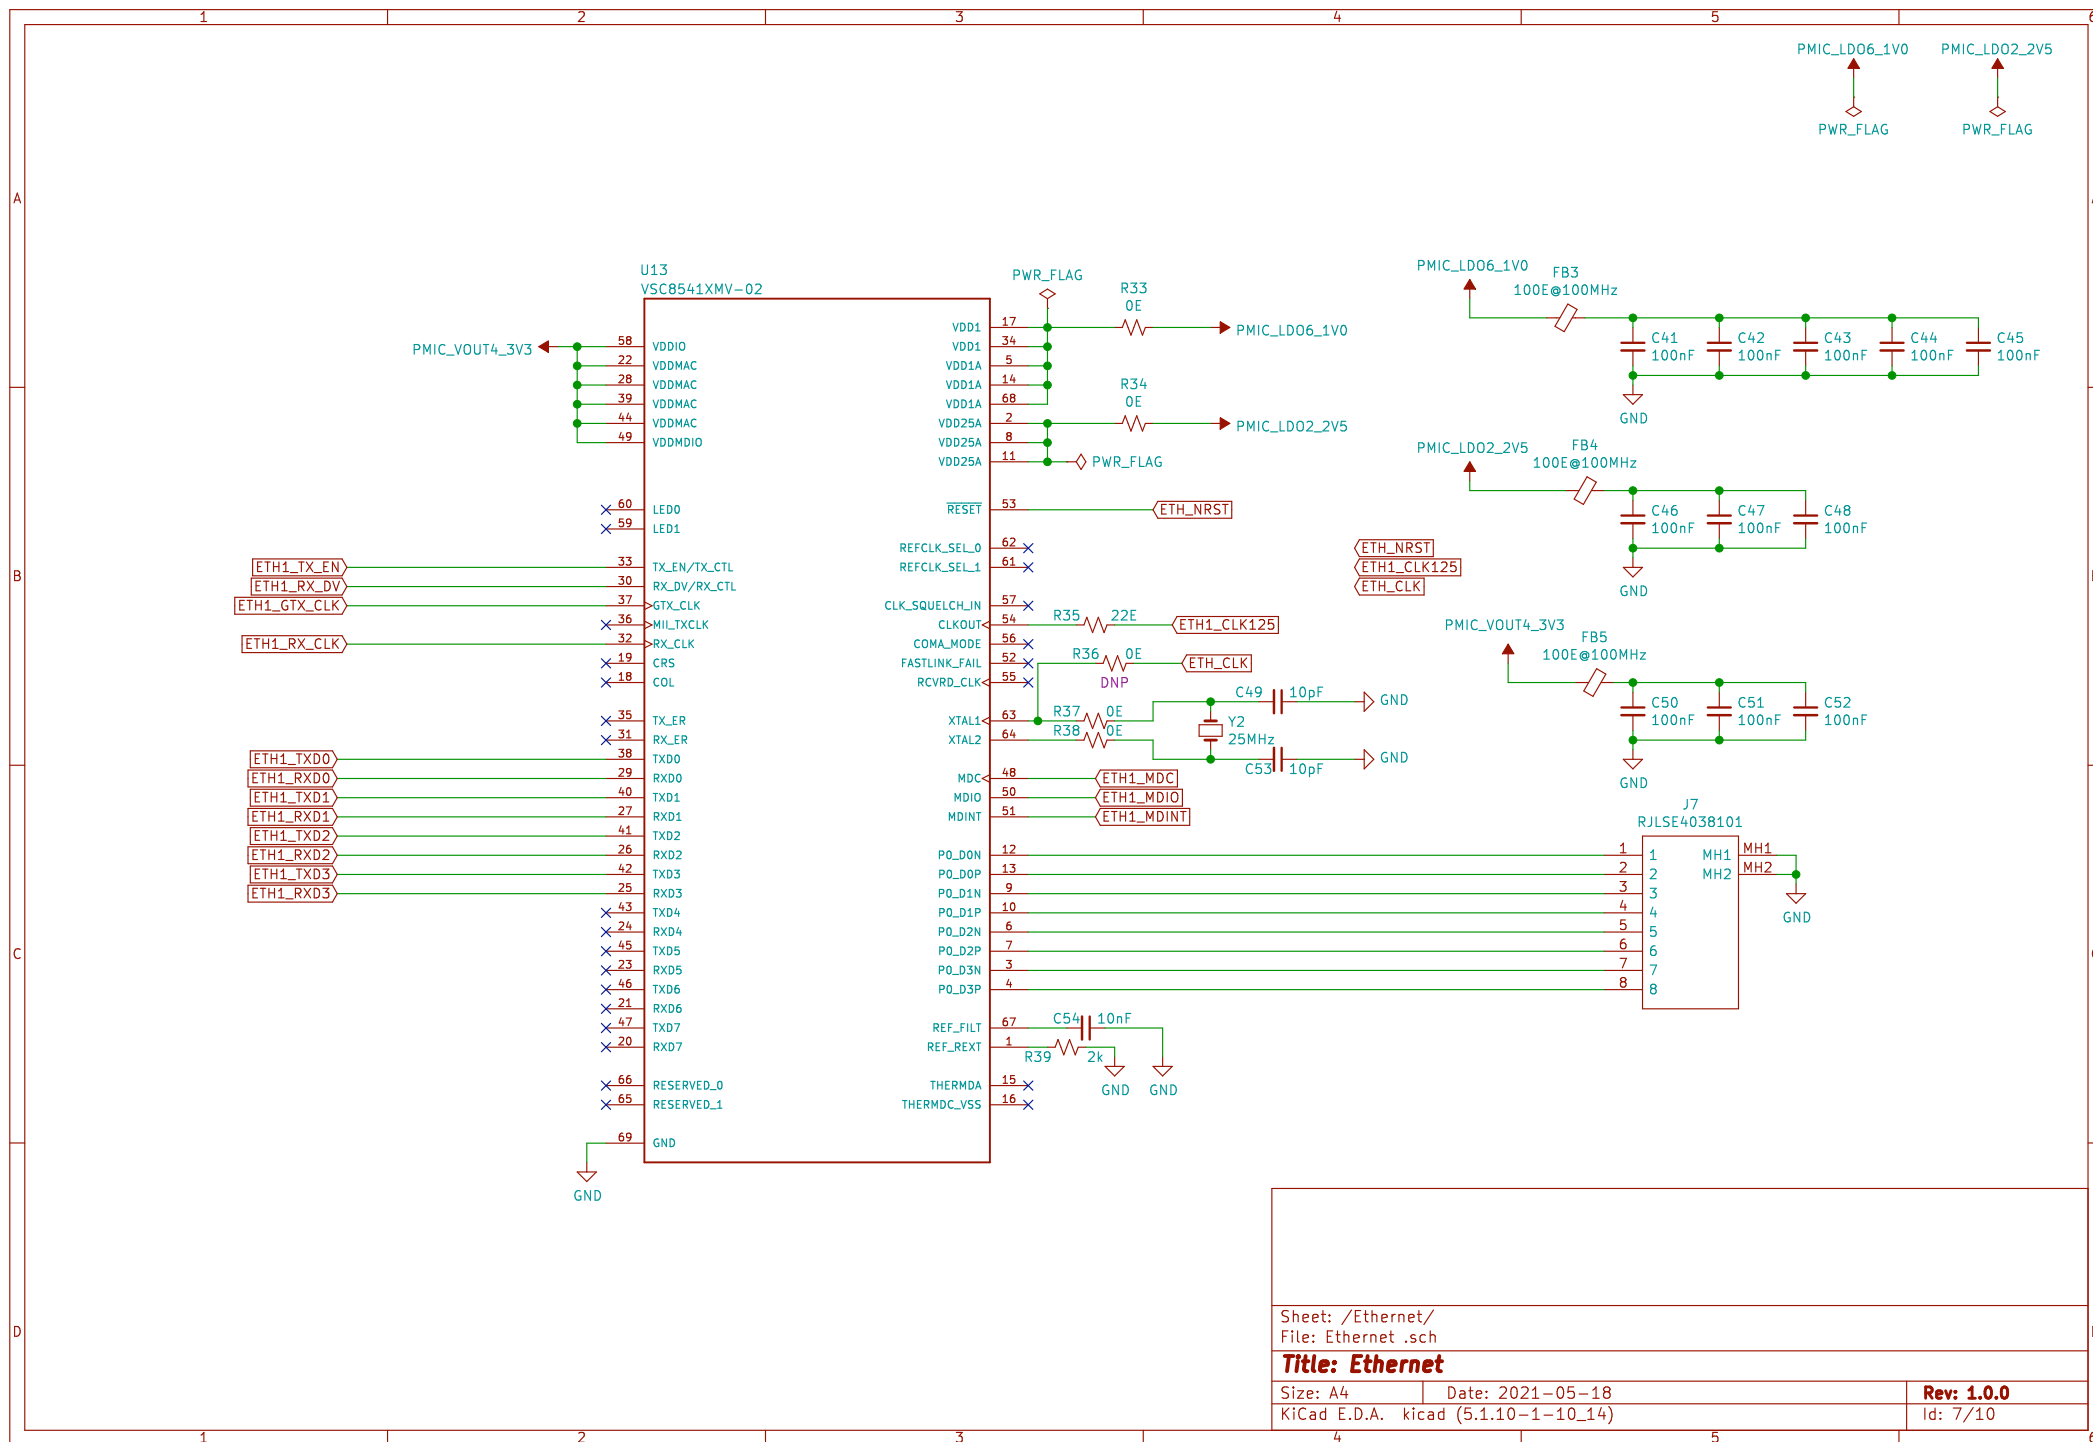 1 2 3 4 5 6
PMIC_LDO6_1V0 PMIC_LDO2_2V5
PWR_FLAG PWR_FLAG
A
U13
VSC8541XMV-02
PMIC_VOUT4_3V3
58 VDDIO
22 VDDMAC
28 VDDMAC
39 VDDMAC
44 VDDMAC
49 VDDMDIO
60 LED0
59 LED1
ETH1_TX_EN 33 TX_EN/TX_CTL
ETH1_RX_DV 30 RX_DV/RX_CTL
ETH1_GTX_CLK 37 GTX_CLK
36 MII_TXCLK
ETH1_RX_CLK 32 RX_CLK
19 CRS
18 COL
35 TX_ER
31 RX_ER
ETH1_TXD0 38 TXD0
ETH1_RXD0 29 RXD0
ETH1_TXD1 40 TXD1
ETH1_RXD1 27 RXD1
ETH1_TXD2 41 TXD2
ETH1_RXD2 26 RXD2
ETH1_TXD3 42 TXD3
ETH1_RXD3 25 RXD3
43 TXD4
24 RXD4
45 TXD5
23 RXD5
46 TXD6
21 RXD6
47 TXD7
20 RXD7
66 RESERVED_0
65 RESERVED_1
69 GND
GND
PWR_FLAG
VDD1 17 R33 0E PMIC_LDO6_1V0
VDD1 34
VDD1A 5
VDD1A 14
VDD1A 68
VDD25A 2 R34 0E PMIC_LDO2_2V5
VDD25A 8
VDD25A 11 PWR_FLAG
RESET 53 ETH_NRST
REFCLK_SEL_0 62
REFCLK_SEL_1 61
CLK_SQUELCH_IN 57
CLKOUT 54 R35 22E ETH1_CLK125
COMA_MODE 56
FASTLINK_FAIL 52 R36 0E ETH_CLK
DNP
RCVRD_CLK 55
XTAL1 63 R37 0E
XTAL2 64 R38 0E
C49 10pF GND
Y2
25MHz
C53 10pF GND
MDC 48 ETH1_MDC
MDIO 50 ETH1_MDIO
MDINT 51 ETH1_MDINT
P0_D0N 12
P0_D0P 13
P0_D1N 9
P0_D1P 10
P0_D2N 6
P0_D2P 7
P0_D3N 3
P0_D3P 4
REF_FILT 67 C54 10nF
REF_REXT 1 R39 2k
GND GND
THERMDA 15
THERMDC_VSS 16
ETH_NRST
ETH1_CLK125
ETH_CLK
PMIC_LDO6_1V0 FB3
100E@100MHz
C41 C42 C43 C44 C45
100nF 100nF 100nF 100nF 100nF
GND
PMIC_LDO2_2V5 FB4
100E@100MHz
C46 C47 C48
100nF 100nF 100nF
GND
PMIC_VOUT4_3V3 FB5
100E@100MHz
C50 C51 C52
100nF 100nF 100nF
GND
J7
RJLSE4038101
1 1 MH1 MH1
2 2 MH2 MH2
3 3
4 4
5 5
6 6
7 7
8 8
GND
B
C
D
Sheet: /Ethernet/
File: Ethernet .sch
Title: Ethernet
Size: A4 Date: 2021-05-18 Rev: 1.0.0
KiCad E.D.A. kicad (5.1.10-1-10_14) Id: 7/10
1 2 3 4 5 6